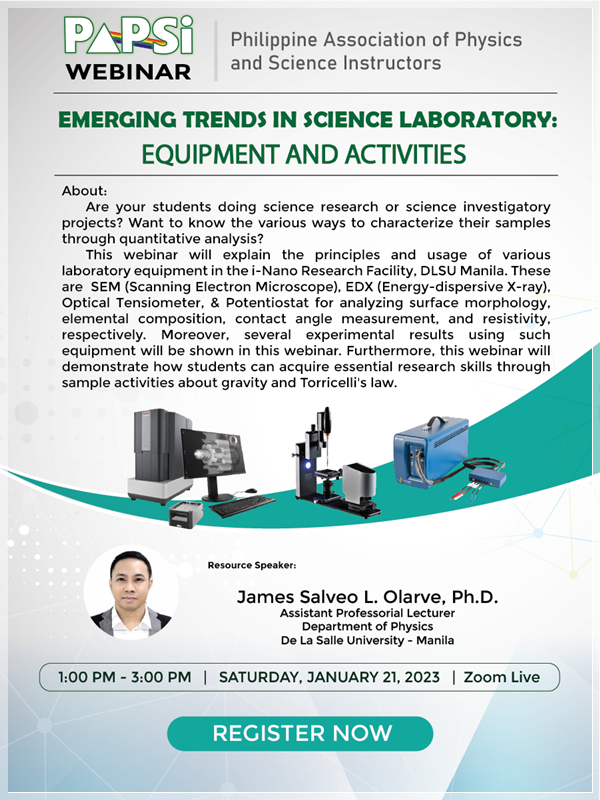 PAPSi
WEBINAR
Philippine Association of Physics
and Science Instructors
EMERGING TRENDS IN SCIENCE LABORATORY:
EQUIPMENT AND ACTIVITIES
About:
Are your students doing science research or science investigatory
projects? Want to know the various ways to characterize their samples
through quantitative analysis?
This webinar will explain the principles and usage of various
laboratory equipment in the i-Nano Research Facility, DLSU Manila. These
are SEM (Scanning Electron Microscope), EDX (Energy-dispersive X-ray),
Optical Tensiometer, & Potentiostat for analyzing surface morphology,
elemental composition, contact angle measurement, and resistivity,
respectively. Moreover, several experimental results using such
equipment will be shown in this webinar. Furthermore, this webinar will
demonstrate how students can acquire essential research skills through
sample activities about gravity and Torricelli's law.
Resource Speaker:
James Salveo L. Olarve, Ph.D.
Assistant Professorial Lecturer
Department of Physics
De La Salle University - Manila
1:00 PM - 3:00 PM | SATURDAY, JANUARY 21, 2023 | Zoom Live
REGISTER NOW